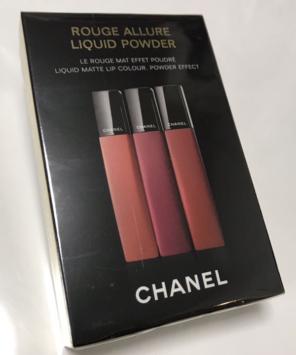 ROUGE ALLURE
LIQUID POWDER
LE ROUGE MAT EFFET POUDRÉ
LIQUID MATTE LIP COLOUR. POWDER EFFECT
CHANEL
CHANEL
CHANEL
CHANEL